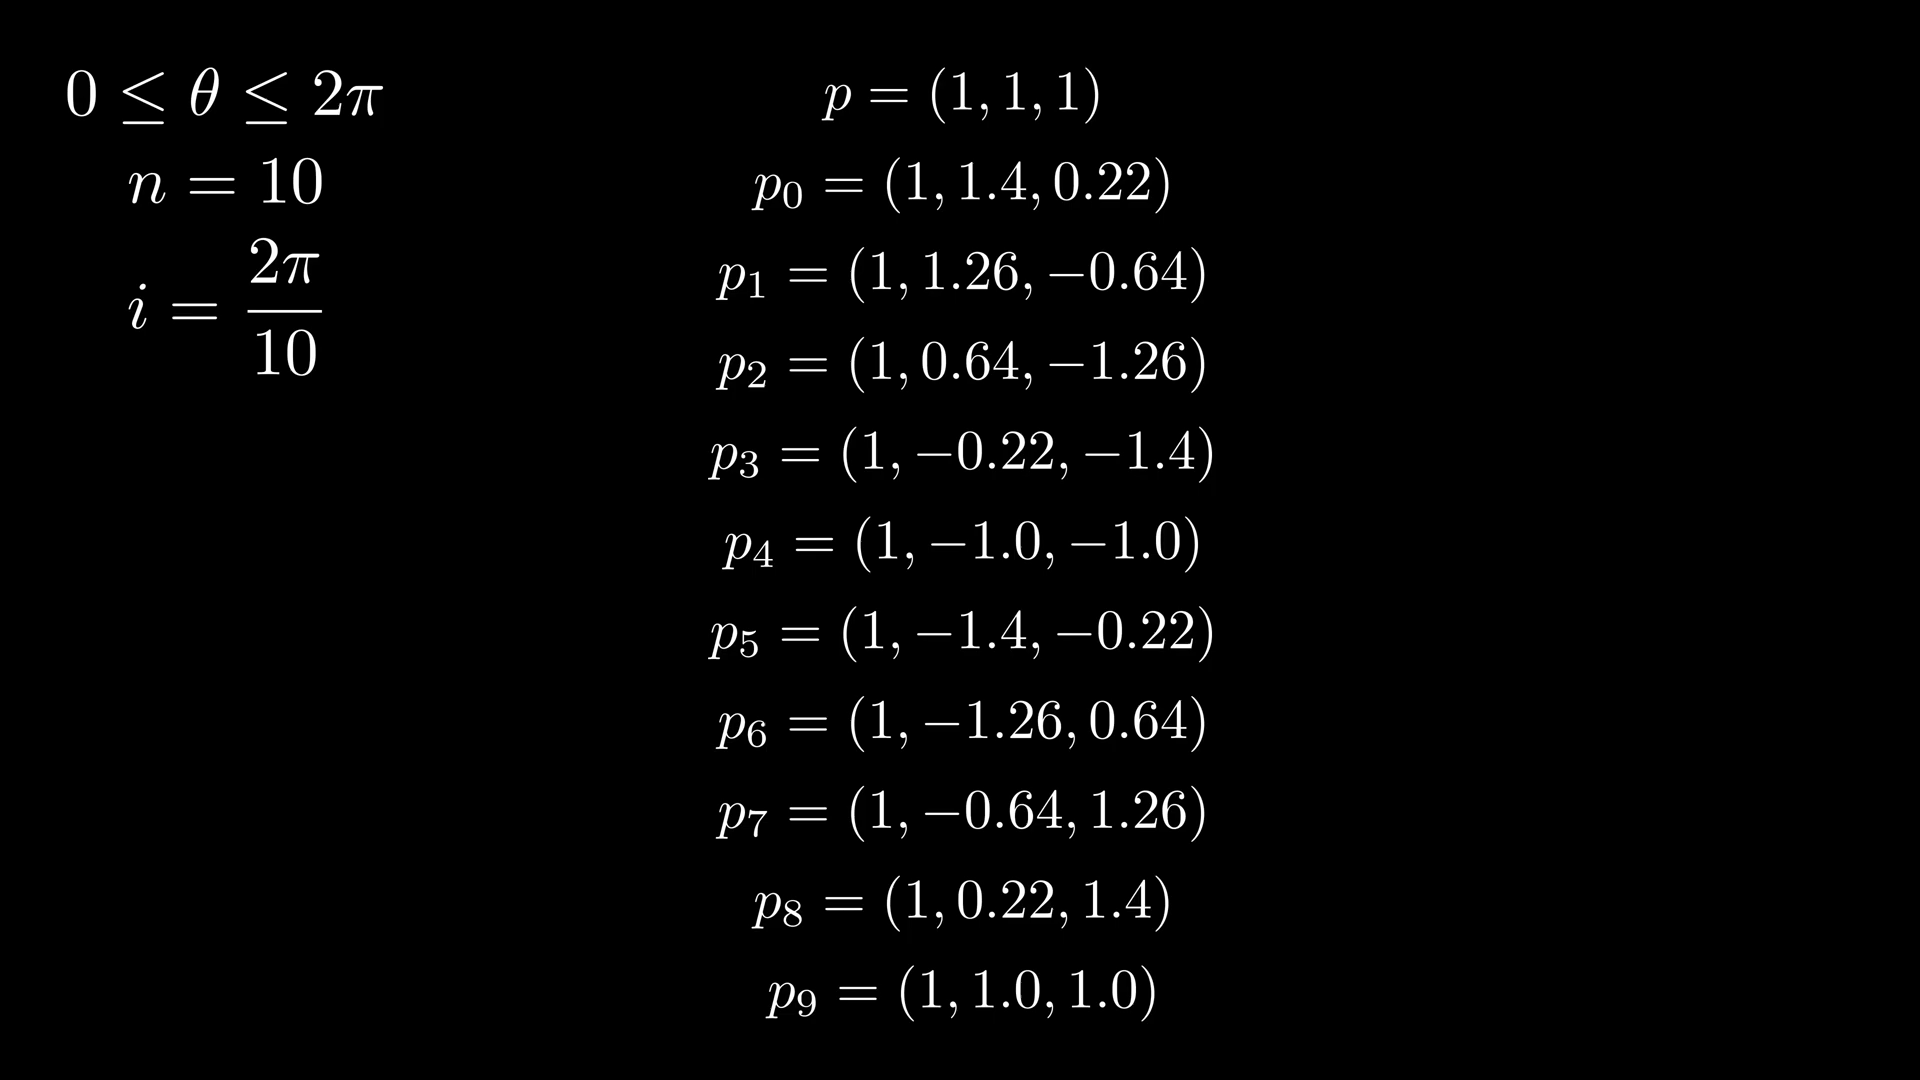 0 ≤ θ ≤ 2π
n = 10
i = 2π/10
p = (1, 1, 1)
p₀ = (1, 1.4, 0.22)
p₁ = (1, 1.26, −0.64)
p₂ = (1, 0.64, −1.26)
p₃ = (1, −0.22, −1.4)
p₄ = (1, −1.0, −1.0)
p₅ = (1, −1.4, −0.22)
p₆ = (1, −1.26, 0.64)
p₇ = (1, −0.64, 1.26)
p₈ = (1, 0.22, 1.4)
p₉ = (1, 1.0, 1.0)